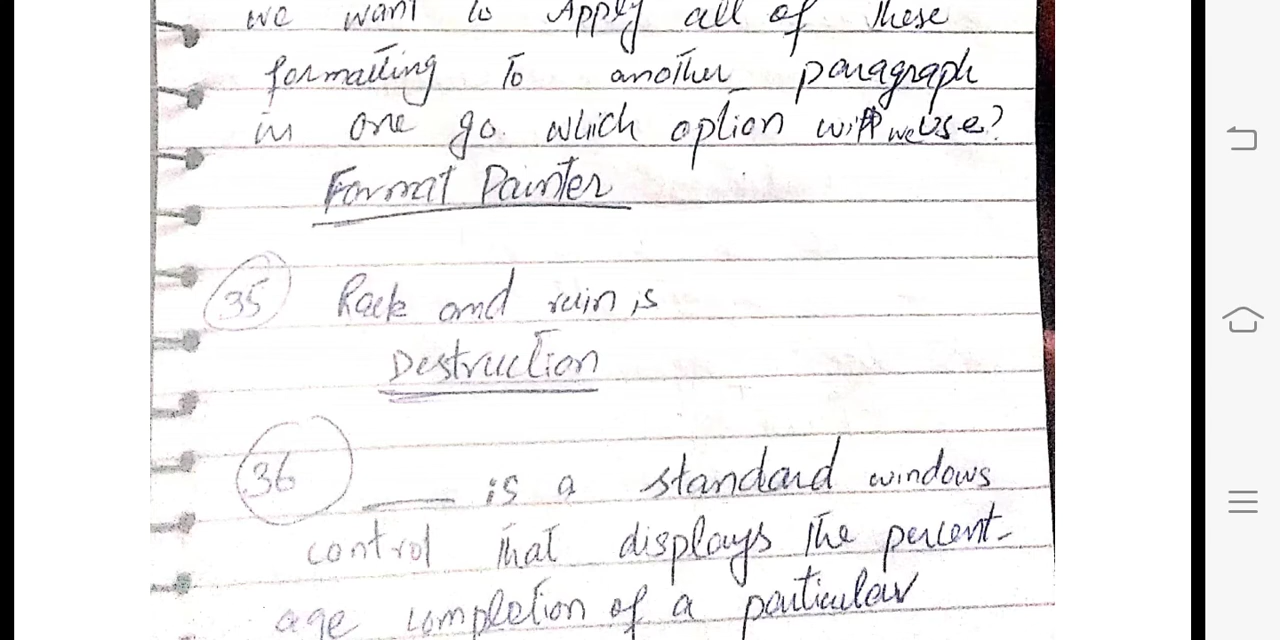 we want to Apply all of these
formatting to another paragraph
in one go. which option will we use?
Format Painter
35 Rack and ruin is
Destruction
36 ____ is a standard windows
control that displays the percent-
age completion of a particular